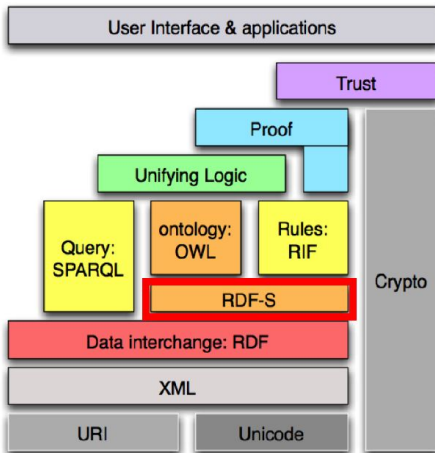 User Interface & applications
Trust
Proof
Unifying Logic
Query:
SPARQL
ontology:
OWL
Rules:
RIF
Crypto
RDF-S
Data interchange: RDF
XML
URI
Unicode